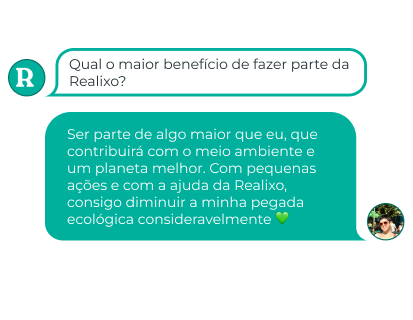 R
Qual o maior benefício de fazer parte da
Realixo?
Ser parte de algo maior que eu, que
contribuirá com o meio ambiente e
um planeta melhor. Com pequenas
ações e com a ajuda da Realixo,
consigo diminuir a minha pegada
ecológica consideravelmente 💚